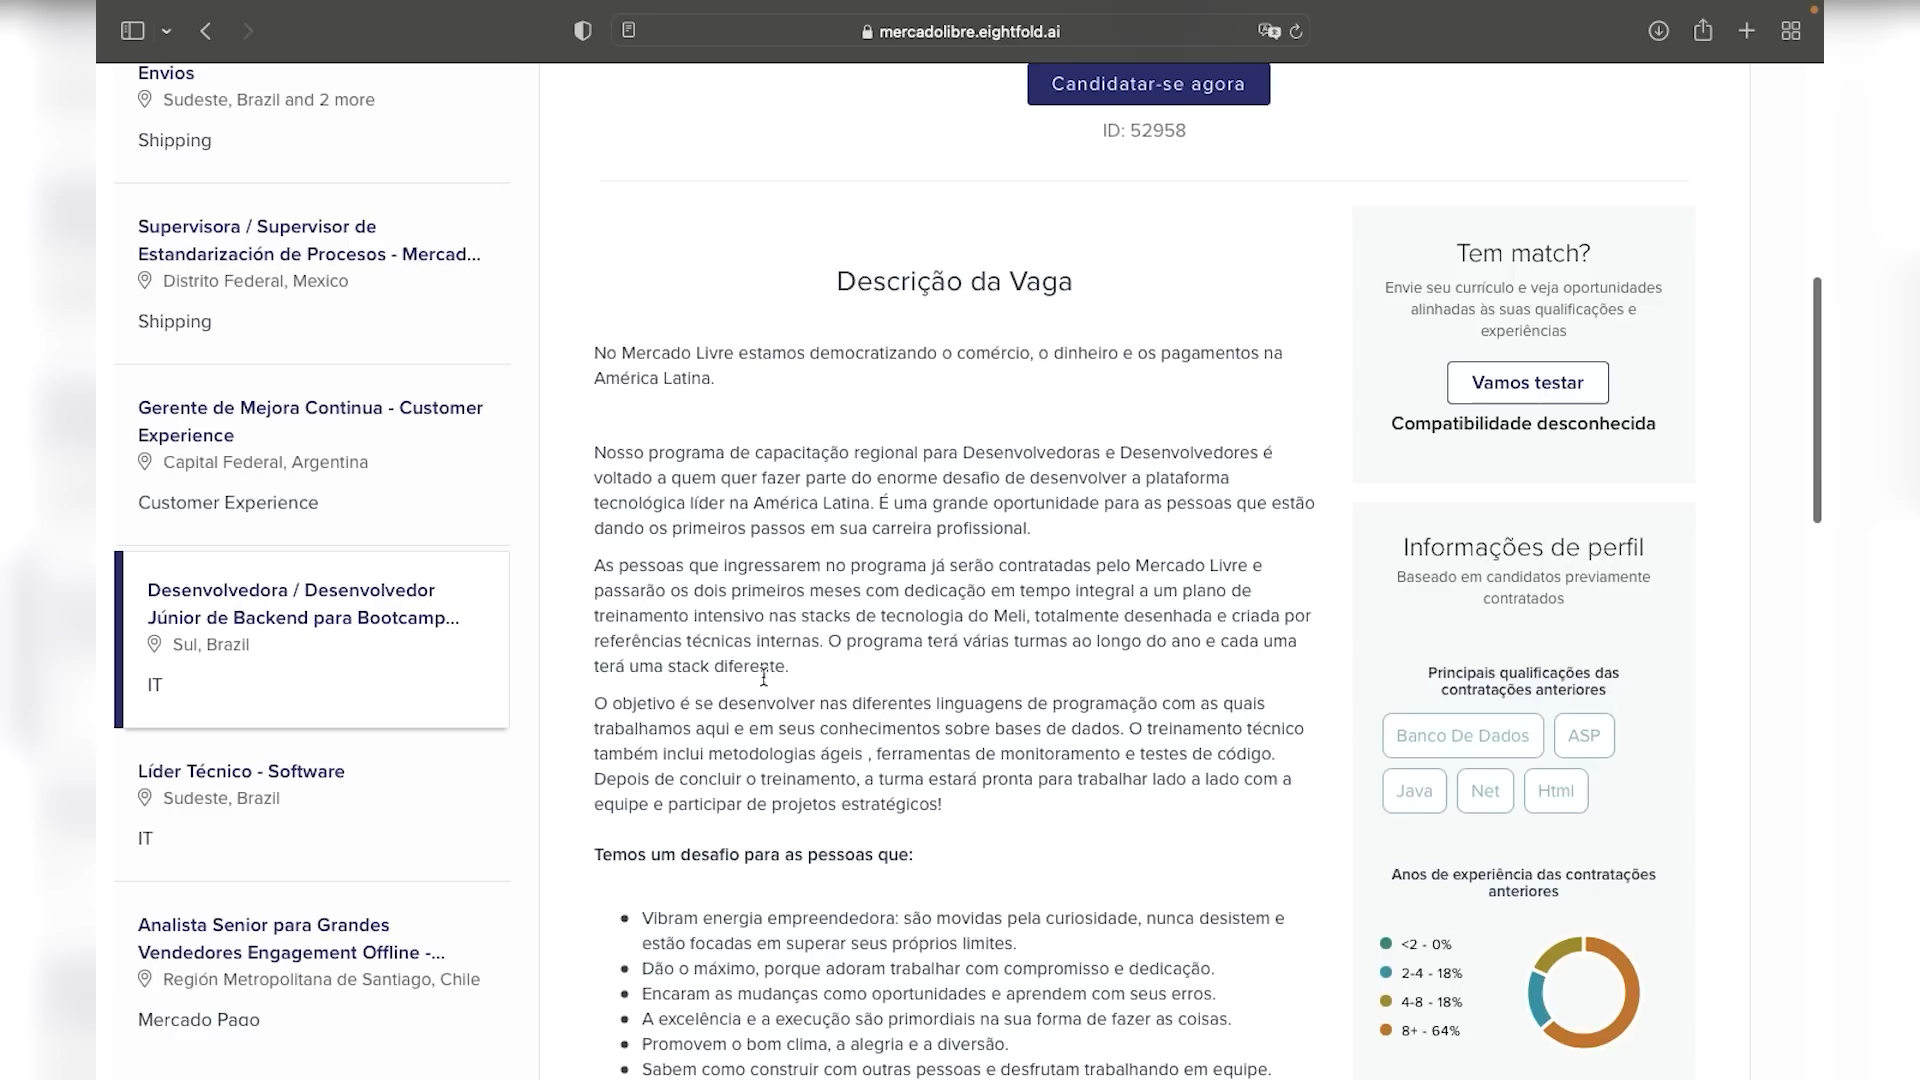 mercadolibre.eightfold.ai
Envios
Sudeste, Brazil and 2 more
Shipping
Supervisora / Supervisor de
Estandarización de Procesos - Mercad...
Distrito Federal, Mexico
Shipping
Gerente de Mejora Continua - Customer
Experience
Capital Federal, Argentina
Customer Experience
Desenvolvedora / Desenvolvedor
Júnior de Backend para Bootcamp...
Sul, Brazil
IT
Líder Técnico - Software
Sudeste, Brazil
IT
Analista Senior para Grandes
Vendedores Engagement Offline -...
Región Metropolitana de Santiago, Chile
Mercado Pago
Candidatar-se agora
ID: 52958
Descrição da Vaga
No Mercado Livre estamos democratizando o comércio, o dinheiro e os pagamentos na
América Latina.
Nosso programa de capacitação regional para Desenvolvedoras e Desenvolvedores é
voltado a quem quer fazer parte do enorme desafio de desenvolver a plataforma
tecnológica líder na América Latina. É uma grande oportunidade para as pessoas que estão
dando os primeiros passos em sua carreira profissional.
As pessoas que ingressarem no programa já serão contratadas pelo Mercado Livre e
passarão os dois primeiros meses com dedicação em tempo integral a um plano de
treinamento intensivo nas stacks de tecnologia do Meli, totalmente desenhada e criada por
referências técnicas internas. O programa terá várias turmas ao longo do ano e cada uma
terá uma stack diferente.
O objetivo é se desenvolver nas diferentes linguagens de programação com as quais
trabalhamos aqui e em seus conhecimentos sobre bases de dados. O treinamento técnico
também inclui metodologias ágeis , ferramentas de monitoramento e testes de código.
Depois de concluir o treinamento, a turma estará pronta para trabalhar lado a lado com a
equipe e participar de projetos estratégicos!
Temos um desafio para as pessoas que:
Vibram energia empreendedora: são movidas pela curiosidade, nunca desistem e
estão focadas em superar seus próprios limites.
Dão o máximo, porque adoram trabalhar com compromisso e dedicação.
Encaram as mudanças como oportunidades e aprendem com seus erros.
A excelência e a execução são primordiais na sua forma de fazer as coisas.
Promovem o bom clima, a alegria e a diversão.
Sabem como construir com outras pessoas e desfrutam trabalhando em equipe.
Tem match?
Envie seu currículo e veja oportunidades
alinhadas às suas qualificações e
experiências
Vamos testar
Compatibilidade desconhecida
Informações de perfil
Baseado em candidatos previamente
contratados
Principais qualificações das
contratações anteriores
Banco De Dados ASP
Java Net Html
Anos de experiência das contratações
anteriores
<2 - 0%
2-4 - 18%
4-8 - 18%
8+ - 64%